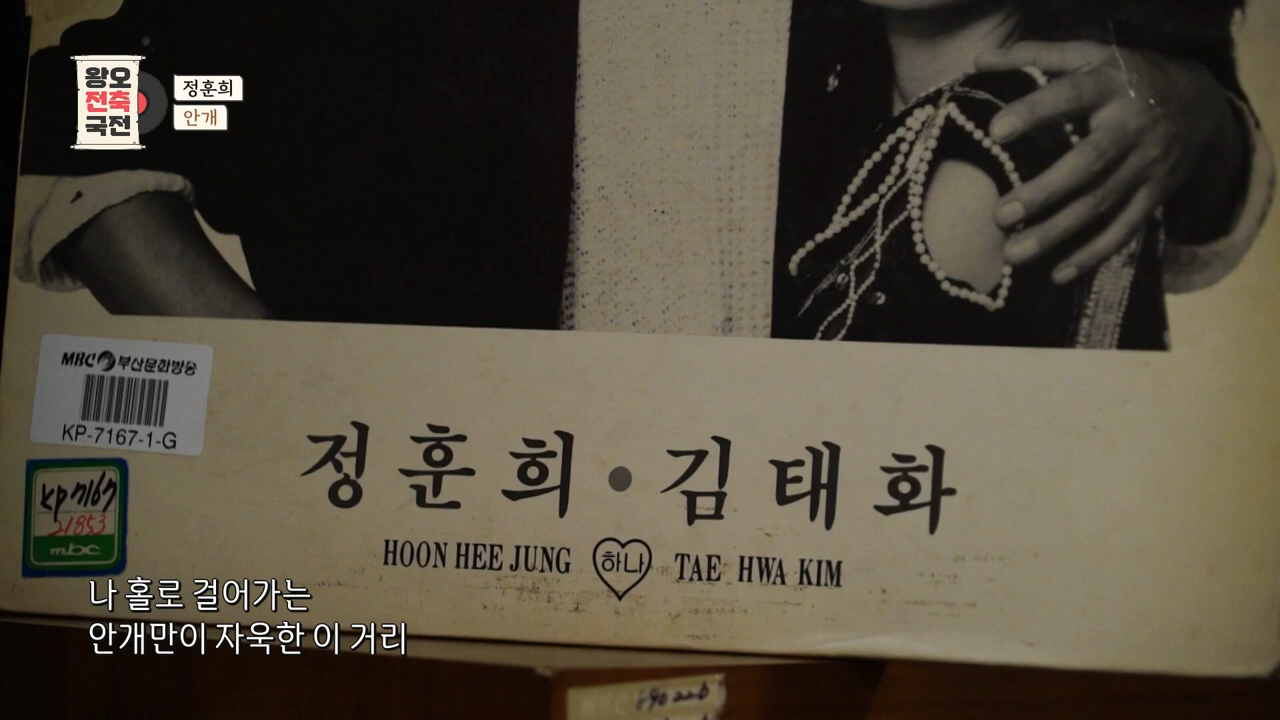 왕오
전축
국전
정훈희
안개
MBC 부산문화방송
KP-7167-1-G
KP7167
21853
mbc
정훈희•김태화
HOON HEE JUNG 하나 TAE HWA KIM
나 홀로 걸어가는
안개만이 자욱한 이 거리